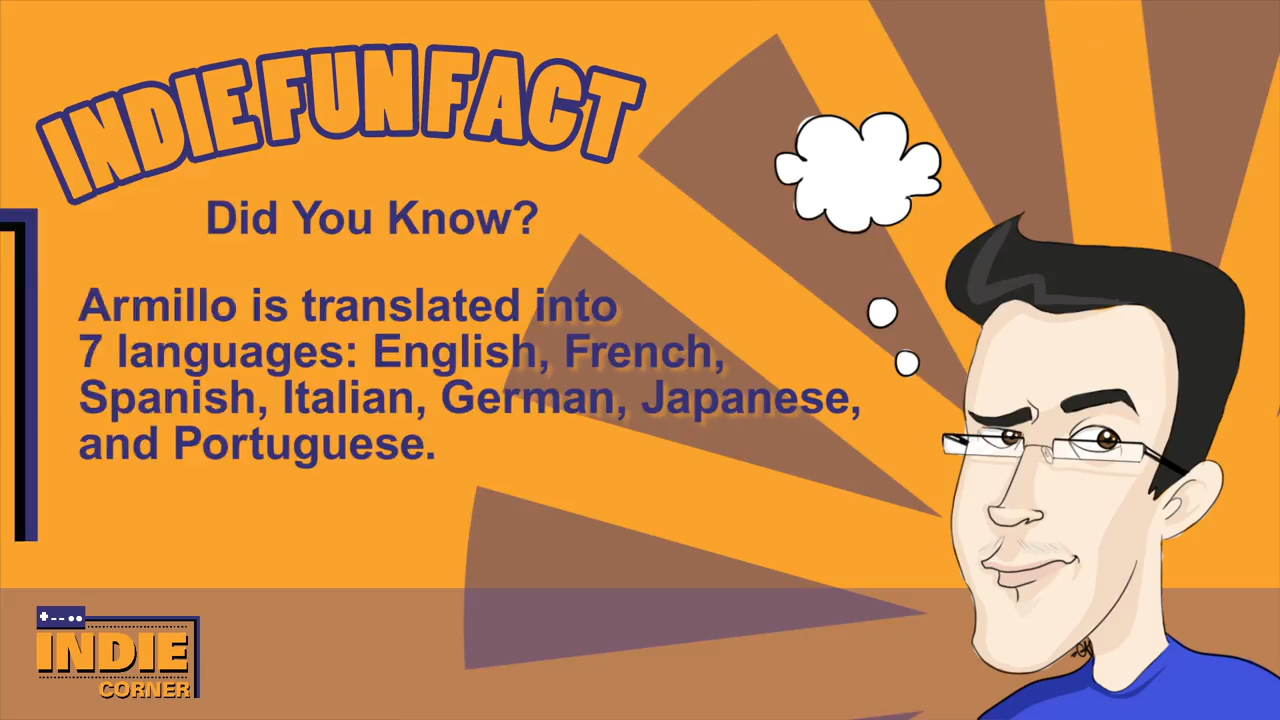 INDIE FUN FACT
Did You Know?
Armillo is translated into
7 languages: English, French,
Spanish, Italian, German, Japanese,
and Portuguese.
INDIE
CORNER